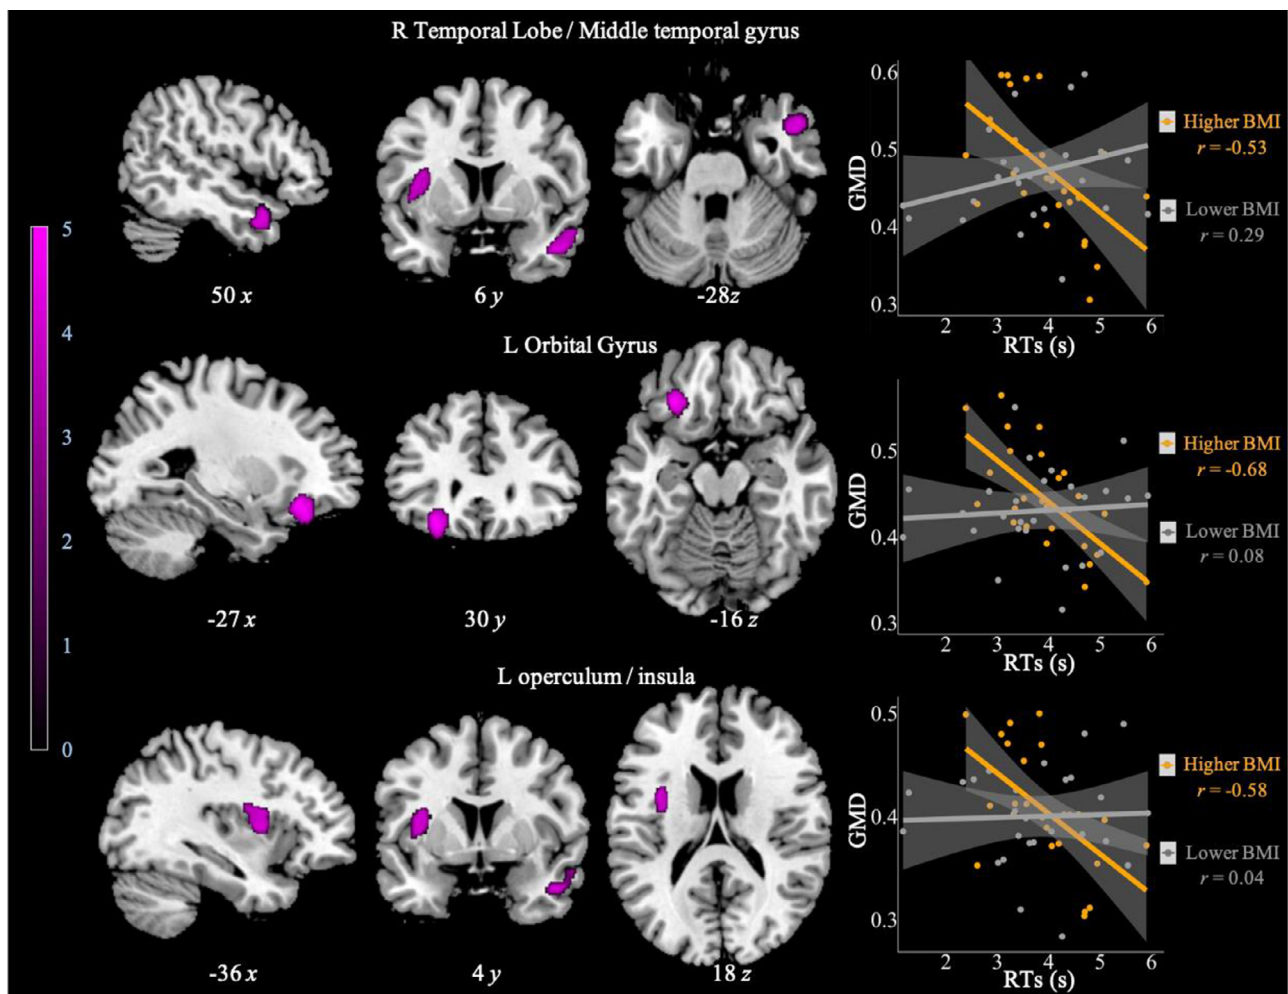 R Temporal Lobe / Middle temporal gyrus
50 x
6 y
-28z
GMD
0.6
0.5
0.4
0.3
2 3 4 5 6
RTs (s)
Higher BMI
r = -0.53
Lower BMI
r = 0.29
5
4
3
2
1
0
L Orbital Gyrus
-27 x
30 y
-16 z
GMD
0.5
0.4
0.3
2 3 4 5 6
RTs (s)
Higher BMI
r = -0.68
Lower BMI
r = 0.08
L operculum / insula
-36 x
4 y
18 z
GMD
0.5
0.4
0.3
2 3 4 5 6
RTs (s)
Higher BMI
r = -0.58
Lower BMI
r = 0.04